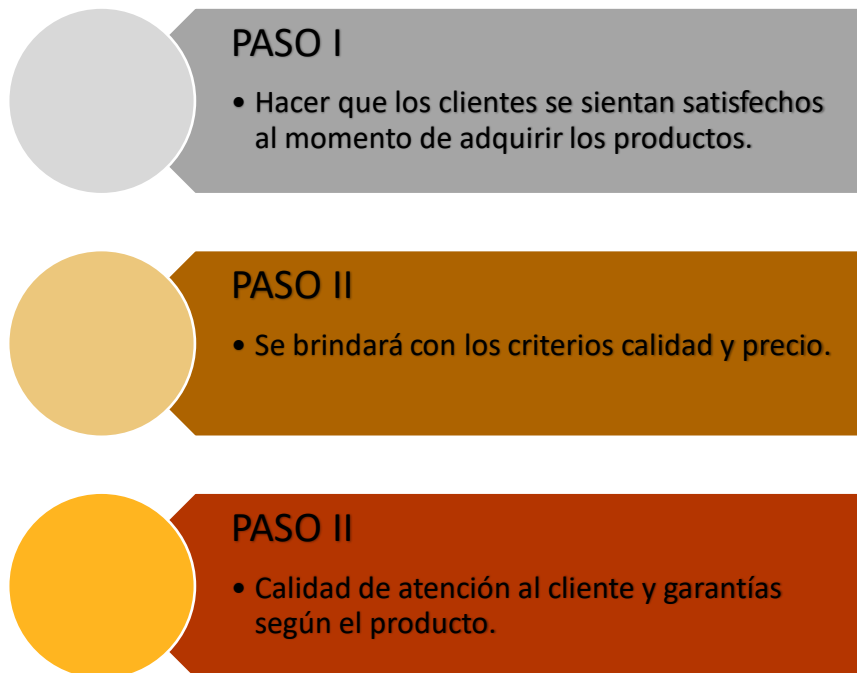 PASO I
• Hacer que los clientes se sientan satisfechos
al momento de adquirir los productos.
PASO II
• Se brindará con los criterios calidad y precio.
PASO II
• Calidad de atención al cliente y garantías
según el producto.